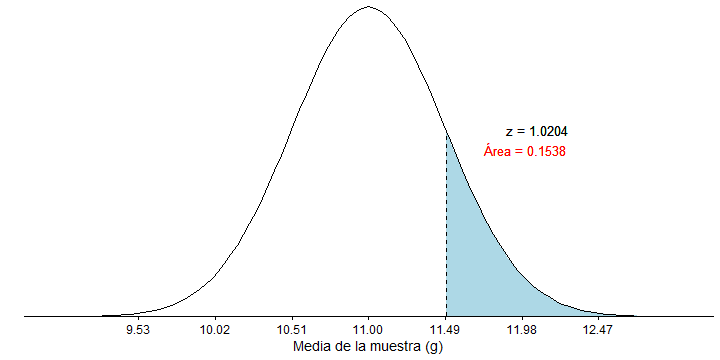 z = 1.0204
Área = 0.1538
9.53 10.02 10.51 11.00 11.49 11.98 12.47
Media de la muestra (g)